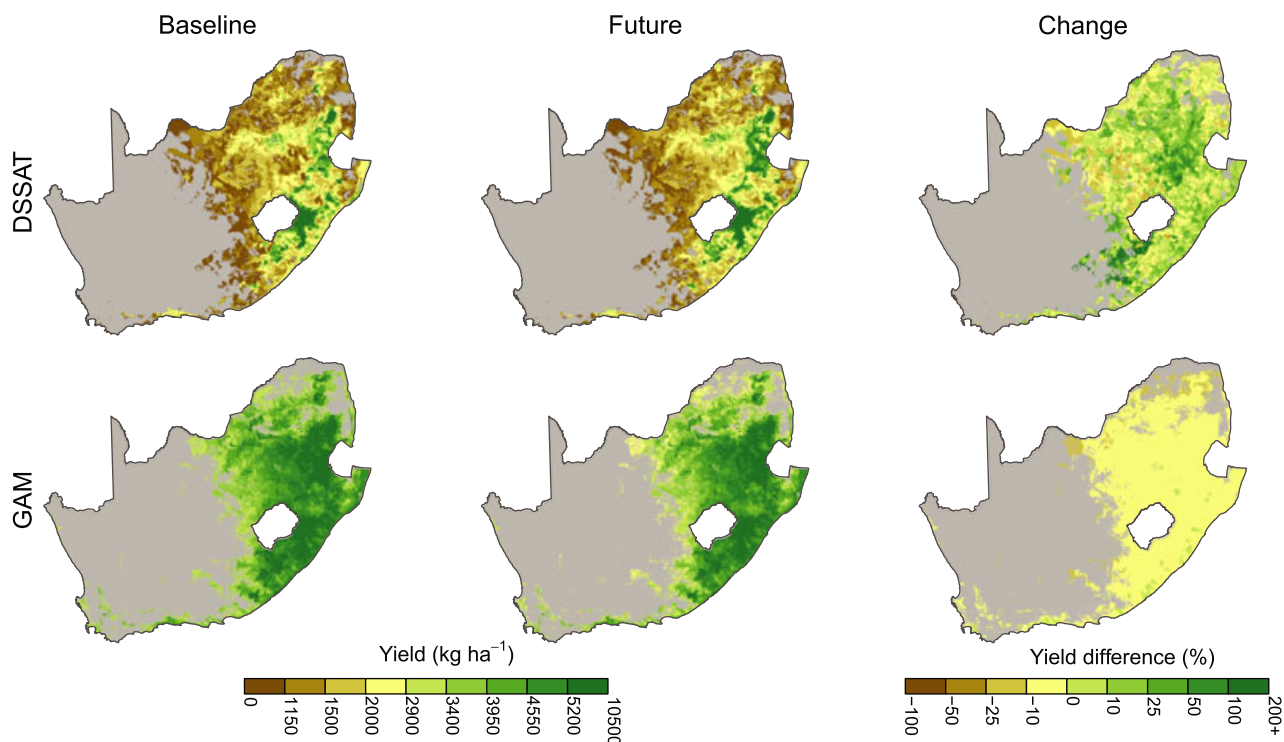 Baseline Future Change
DSSAT
GAM
Yield (kg ha⁻¹)
0 1150 1500 2000 2900 3400 3950 4550 5200 10500
Yield difference (%)
−100 −50 −25 −10 0 10 25 50 100 200+